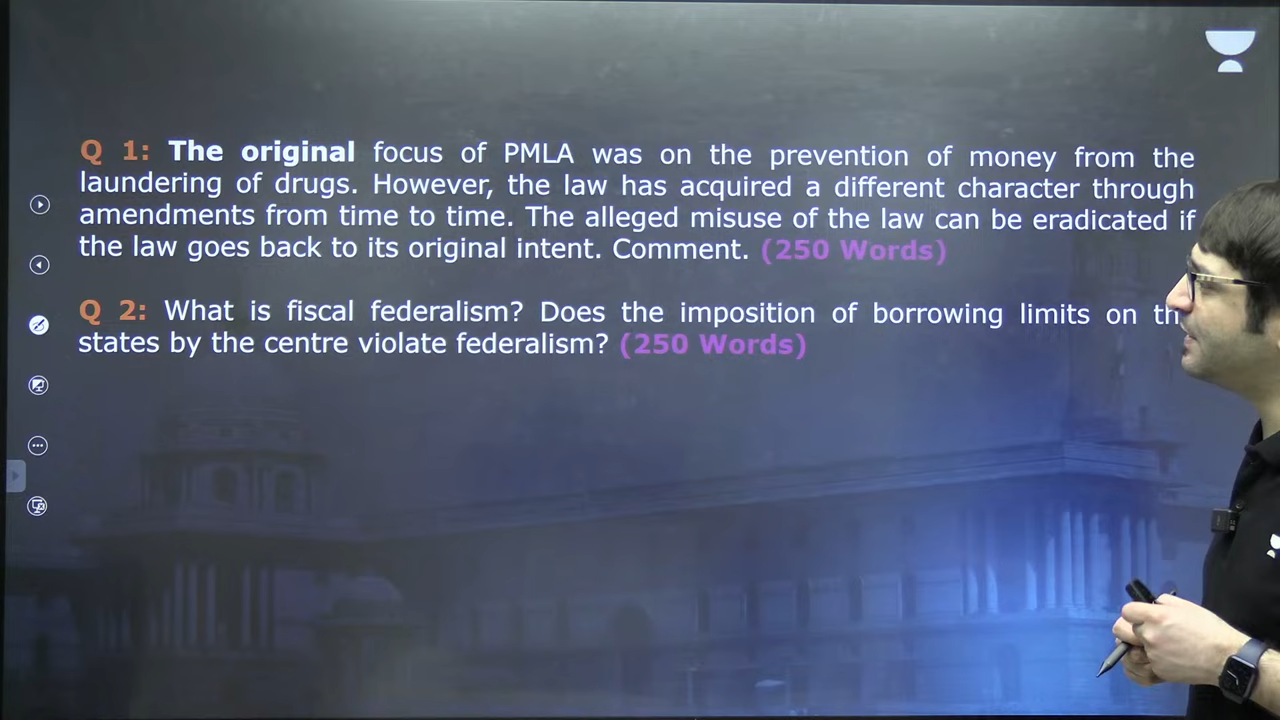 Q 1: The original focus of PMLA was on the prevention of money from the
laundering of drugs. However, the law has acquired a different character through
amendments from time to time. The alleged misuse of the law can be eradicated if
the law goes back to its original intent. Comment. (250 Words)
Q 2: What is fiscal federalism? Does the imposition of borrowing limits on
states by the centre violate federalism? (250 Words)